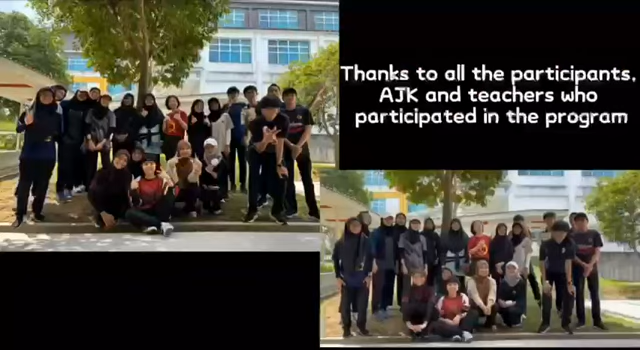 Thanks to all the participants,
AJK and teachers who
participated in the program